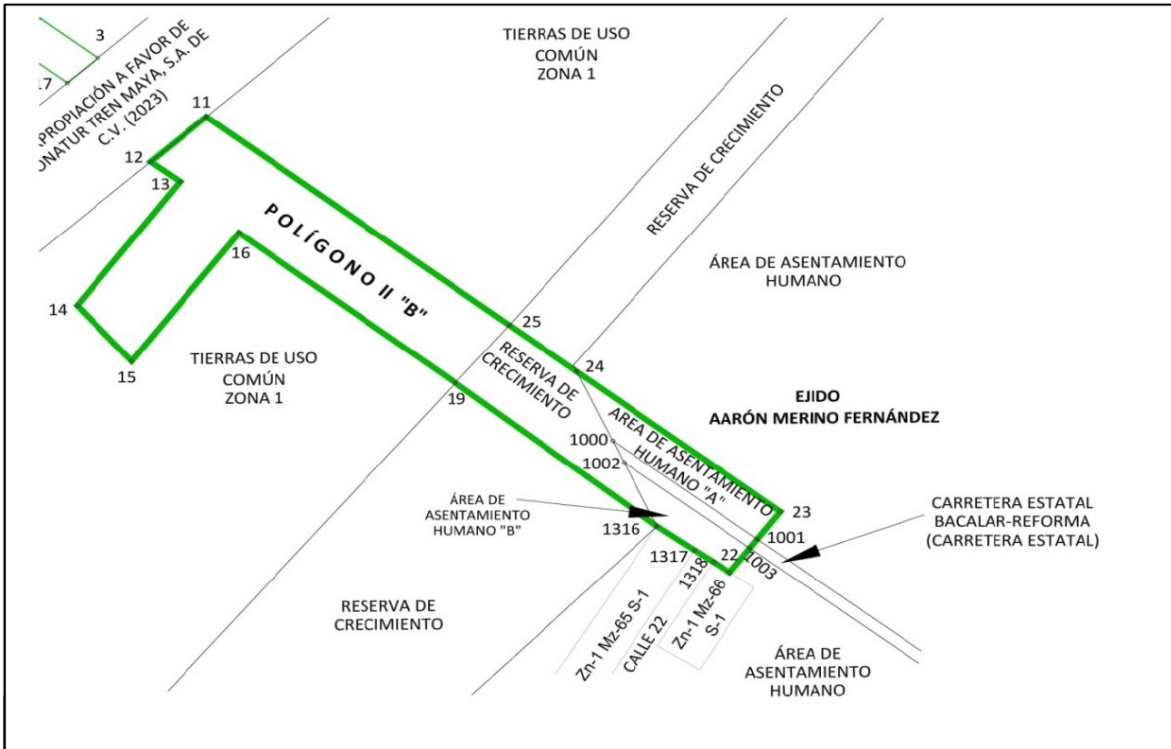 3
17
PROPIACIÓN A FAVOR DE
ONATUR TREN MAYA, S.A. DE
C.V. (2023)
TIERRAS DE USO
COMÚN
ZONA 1
11
12
13
RESERVA DE CRECIMIENTO
POLÍGONO II "B"
16
ÁREA DE ASENTAMIENTO
HUMANO
14
25
15
TIERRAS DE USO
COMÚN
ZONA 1
RESERVA DE
CRECIMIENTO
24
19
EJIDO
AARÓN MERINO FERNÁNDEZ
AREA DE ASENTAMIENTO
HUMANO "A"
1000
1002
ÁREA DE
ASENTAMIENTO
HUMANO "B"
23
1316
1001
CARRETERA ESTATAL
BACALAR-REFORMA
(CARRETERA ESTATAL)
1317
1318
22
1003
Zn-1 Mz-65 S-1
CALLE 22
Zn-1 Mz-66
S-1
RESERVA DE
CRECIMIENTO
ÁREA DE
ASENTAMIENTO
HUMANO